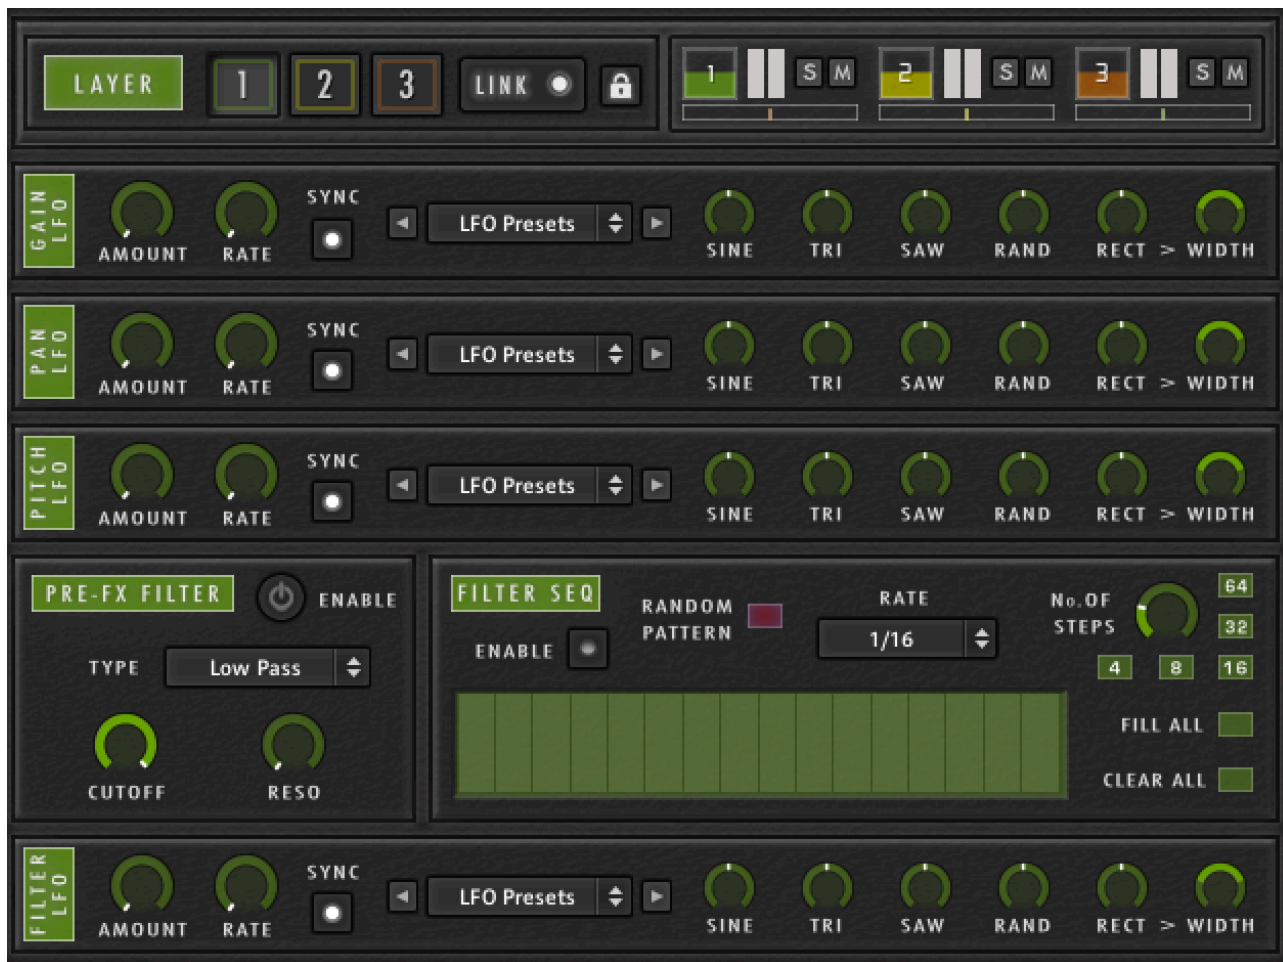 LAYER 1 2 3 LINK 1 S M 2 S M 3 S M
GAIN LFO
AMOUNT RATE SYNC LFO Presets SINE TRI SAW RAND RECT > WIDTH
PAN LFO
AMOUNT RATE SYNC LFO Presets SINE TRI SAW RAND RECT > WIDTH
PITCH LFO
AMOUNT RATE SYNC LFO Presets SINE TRI SAW RAND RECT > WIDTH
PRE-FX FILTER ENABLE
TYPE Low Pass
CUTOFF RESO
FILTER SEQ
ENABLE
RANDOM
PATTERN
RATE
1/16
No.OF
STEPS
64
32
4 8 16
FILL ALL
CLEAR ALL
FILTER LFO
AMOUNT RATE SYNC LFO Presets SINE TRI SAW RAND RECT > WIDTH